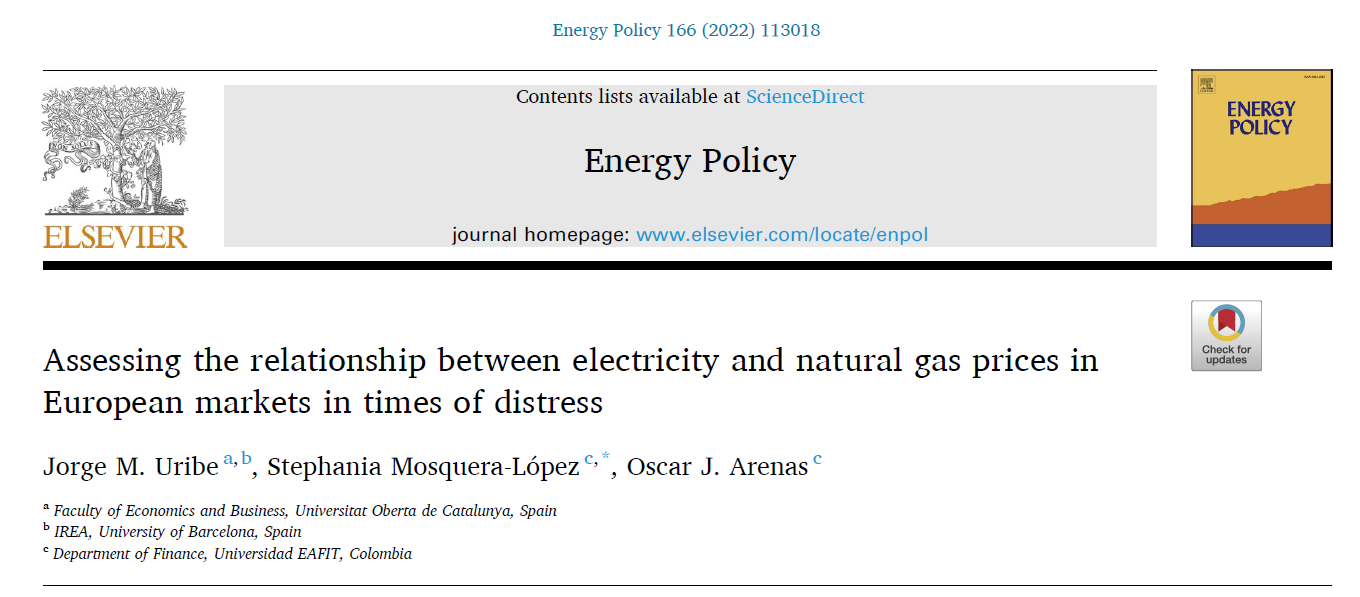 Energy Policy 166 (2022) 113018
Contents lists available at ScienceDirect
Energy Policy
journal homepage: www.elsevier.com/locate/enpol
NON SOLUS
ELSEVIER
ENERGY
POLICY
Check for
updates
Assessing the relationship between electricity and natural gas prices in
European markets in times of distress
Jorge M. Uribe a,b, Stephania Mosquera-López c,*, Oscar J. Arenas c
a Faculty of Economics and Business, Universitat Oberta de Catalunya, Spain
b IREA, University of Barcelona, Spain
c Department of Finance, Universidad EAFIT, Colombia